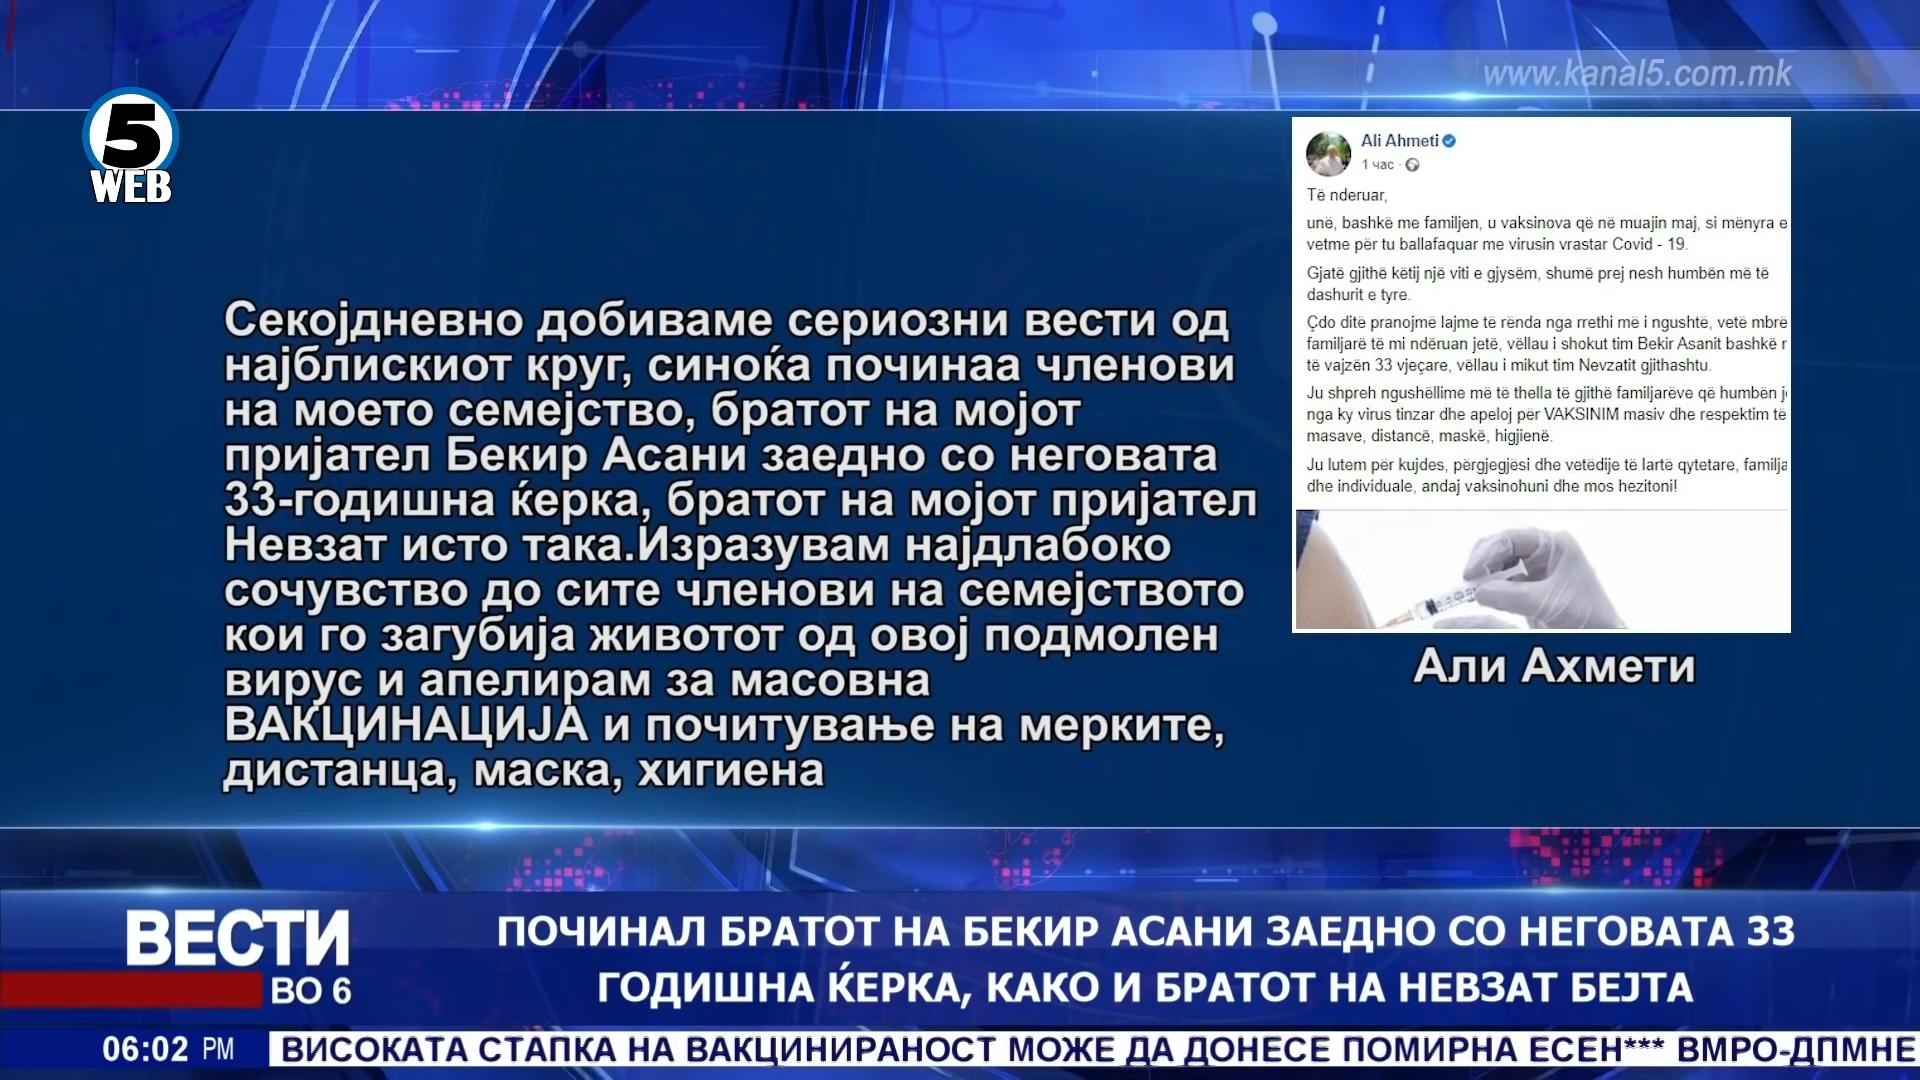 www.kanal5.com.mk
5
WEB
Секојдневно добиваме сериозни вести од
најблискиот круг, синоќа починаа членови
на моето семејство, братот на мојот
пријател Бекир Асани заедно со неговата
33-годишна ќерка, братот на мојот пријател
Невзат исто така.Изразувам најдлабоко
сочувство до сите членови на семејството
кои го загубија животот од овој подмолен
вирус и апелирам за масовна
ВАКЦИНАЦИЈА и почитување на мерките,
дистанца, маска, хигиена
Ali Ahmeti
1 час ·
Të nderuar,
unë, bashkë me familjen, u vaksinova që në muajin maj, si mënyra e
vetme për tu ballafaquar me virusin vrastar Covid - 19.
Gjatë gjithë këtij një viti e gjysëm, shumë prej nesh humbën më të
dashurit e tyre.
Çdo ditë pranojmë lajme të rënda nga rrethi më i ngushtë, vetë mbrë
familjarë të mi ndëruan jetë, vëllau i shokut tim Bekir Asanit bashkë
të vajzën 33 vjeçare, vëllau i mikut tim Nevzatit gjithashtu.
Ju shpreh ngushëllime më të thella të gjithë familjarëve që humbën
nga ky virus tinzar dhe apeloj për VAKSINIM masiv dhe respektim të
masave, distancë, maskë, higjienë.
Ju lutem për kujdes, përgjegjësi dhe vetëdije të lartë qytetare, familja
dhe individuale, andaj vaksinohuni dhe mos hezitoni!
Али Ахмети
ВЕСТИ
ВО 6
ПОЧИНАЛ БРАТОТ НА БЕКИР АСАНИ ЗАЕДНО СО НЕГОВАТА 33
ГОДИШНА ЌЕРКА, КАКО И БРАТОТ НА НЕВЗАТ БЕЈТА
06:02 PM
ВИСОКАТА СТАПКА НА ВАКЦИНИРАНОСТ МОЖЕ ДА ДОНЕСЕ ПОМИРНА ЕСЕН*** ВМРО-ДПМНЕ